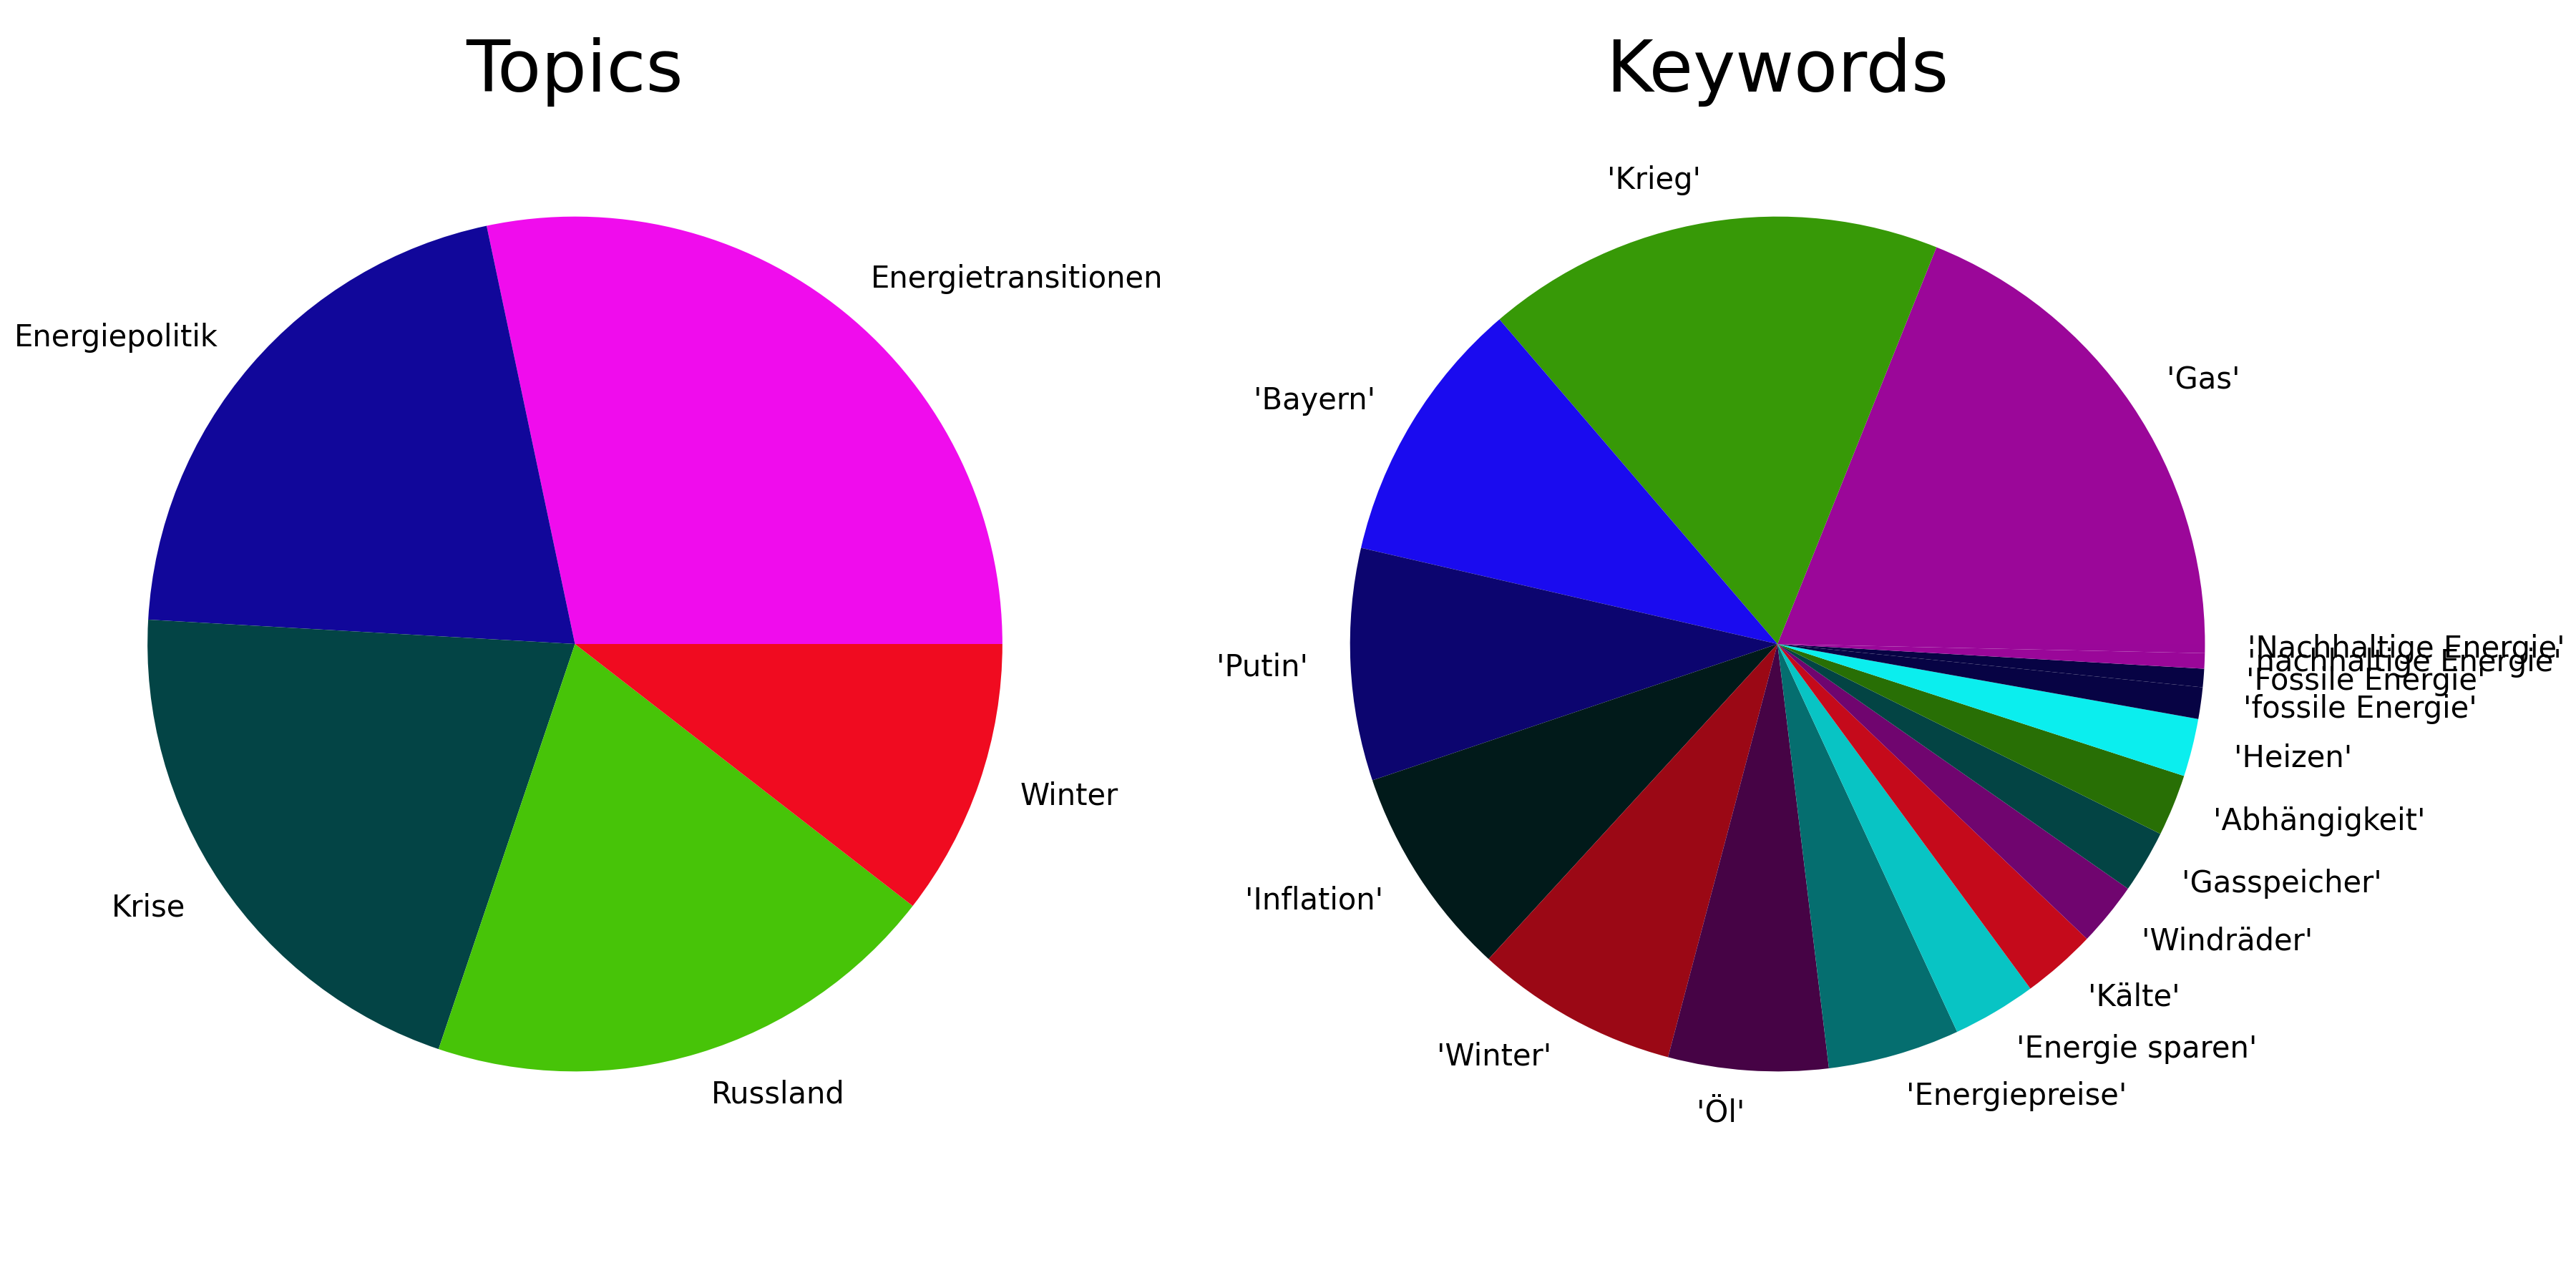 Topics
Energietransitionen
Energiepolitik
Krise
Russland
Winter
Keywords
'Gas'
'Krieg'
'Bayern'
'Putin'
'Inflation'
'Winter'
'Öl'
'Energiepreise'
'Energie sparen'
'Kälte'
'Windräder'
'Gasspeicher'
'Abhängigkeit'
'Heizen'
'fossile Energie'
'Fossile Energie'
'nachhaltige Energie'
'Nachhaltige Energie'